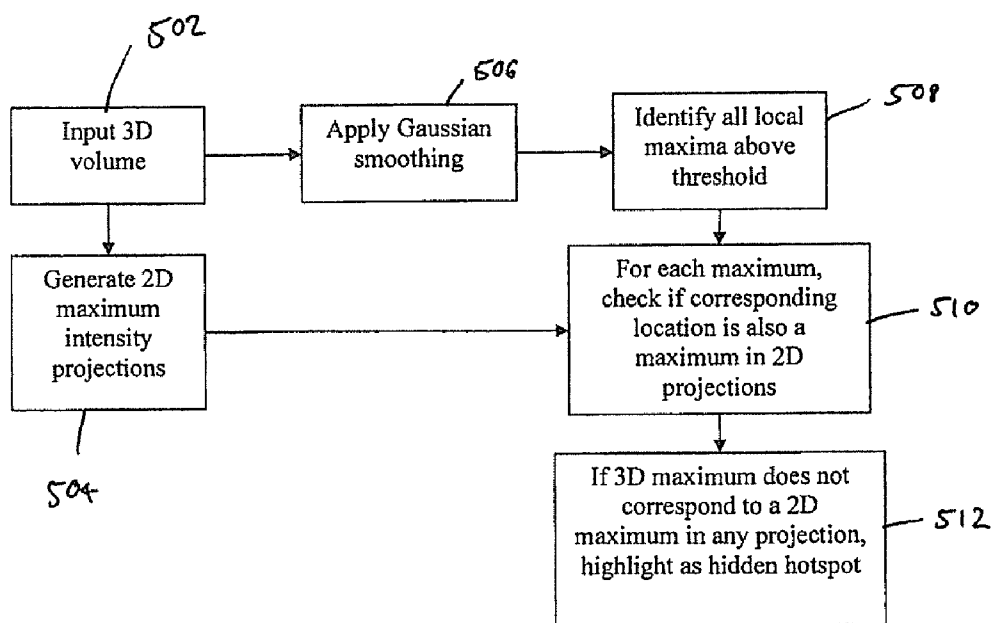 502
506
508
Input 3D
volume
Apply Gaussian
smoothing
Identify all local
maxima above
threshold
Generate 2D
maximum
intensity
projections
504
For each maximum,
check if corresponding
location is also a
maximum in 2D
projections
510
If 3D maximum does not
correspond to a 2D
maximum in any projection,
highlight as hidden hotspot
512